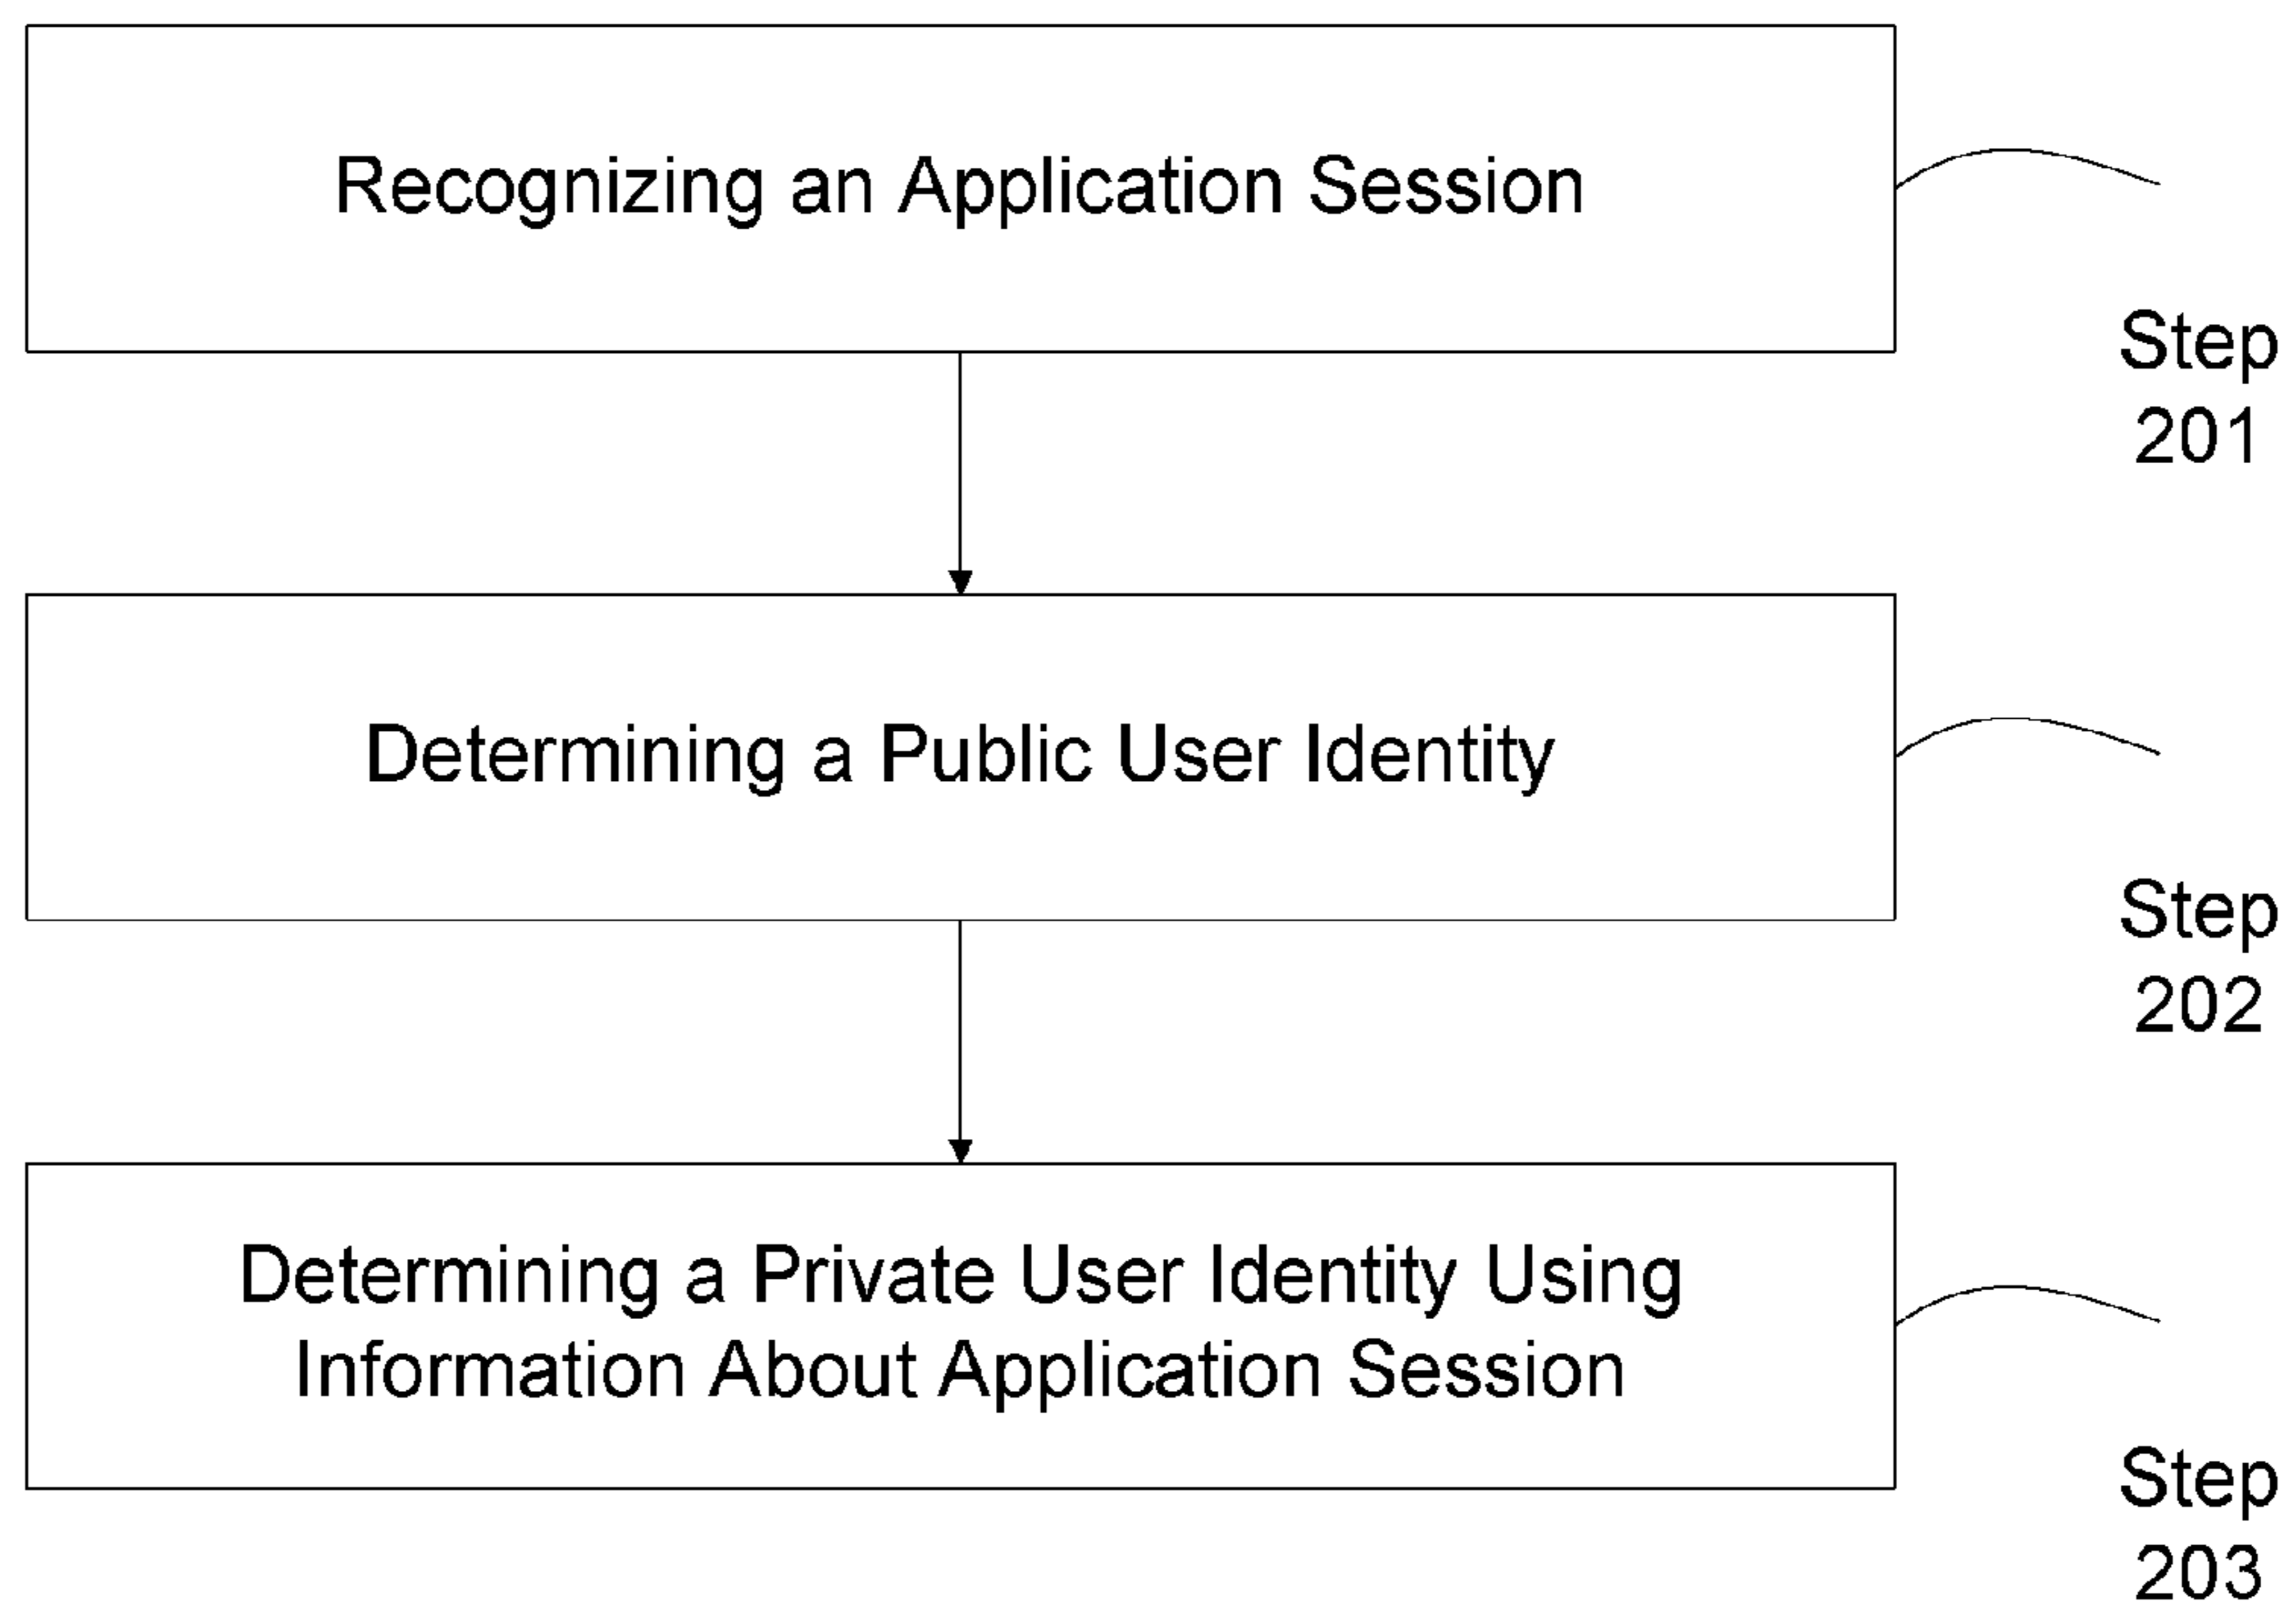 Recognizing an Application Session
Step
201
Determining a Public User Identity
Step
202
Determining a Private User Identity Using
Information About Application Session
Step
203